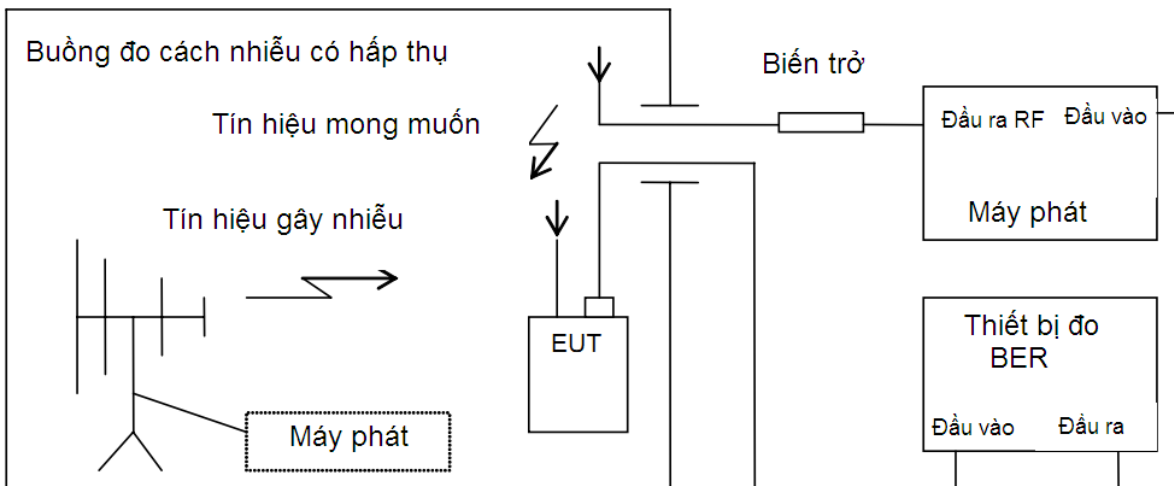 Buồng đo cách nhiễu có hấp thụ
Biến trở
Tín hiệu mong muốn
Đầu ra RF Đầu vào
Máy phát
Tín hiệu gây nhiễu
EUT
Thiết bị đo
BER
Đầu vào Đầu ra
Máy phát